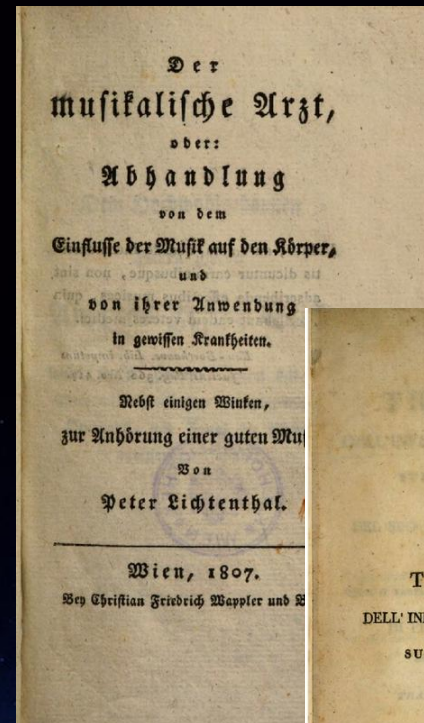 Der
musikalische Arzt,
oder:
Abhandlung
von dem
Einflusse der Musik auf den Körper,
und
von ihrer Anwendung
in gewissen Krankheiten.
Nebst einigen Winken,
zur Anhörung einer guten Mus
Von
Peter Lichtenthal.
Wien, 1807.
Bey Christian Friedrich Wappler und B
T
DELL' IN
SU